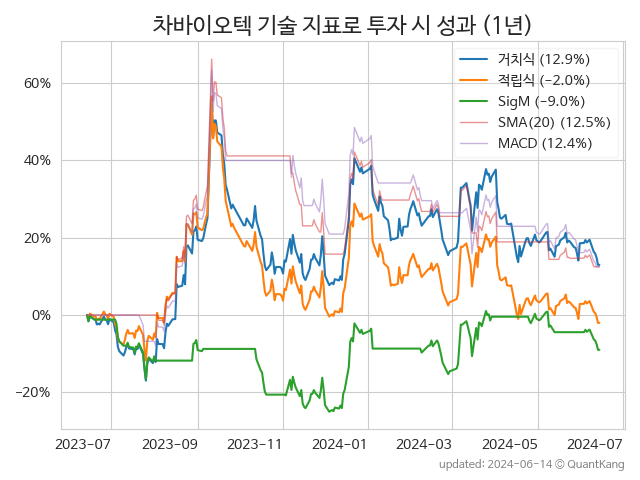 차바이오텍 기술 지표로 투자 시 성과 (1년)
거치식 (12.9%)
적립식 (−2.0%)
SigM (−9.0%)
SMA(20) (12.5%)
MACD (12.4%)
60%
40%
20%
0%
−20%
2023-07 2023-09 2023-11 2024-01 2024-03 2024-05 2024-07
updated: 2024-06-14 © QuantKang